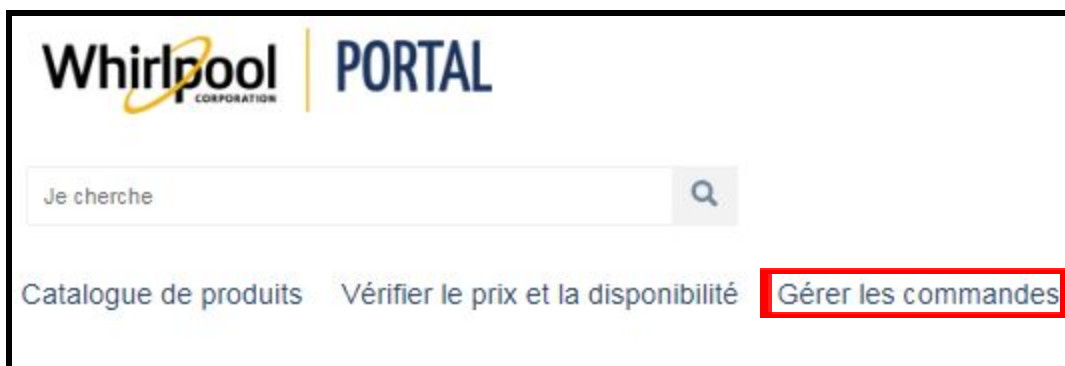 Whirlpool PORTAL
CORPORATION
Je cherche
Catalogue de produits Vérifier le prix et la disponibilité Gérer les commandes